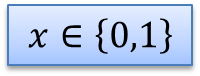 x ∈ {0,1}